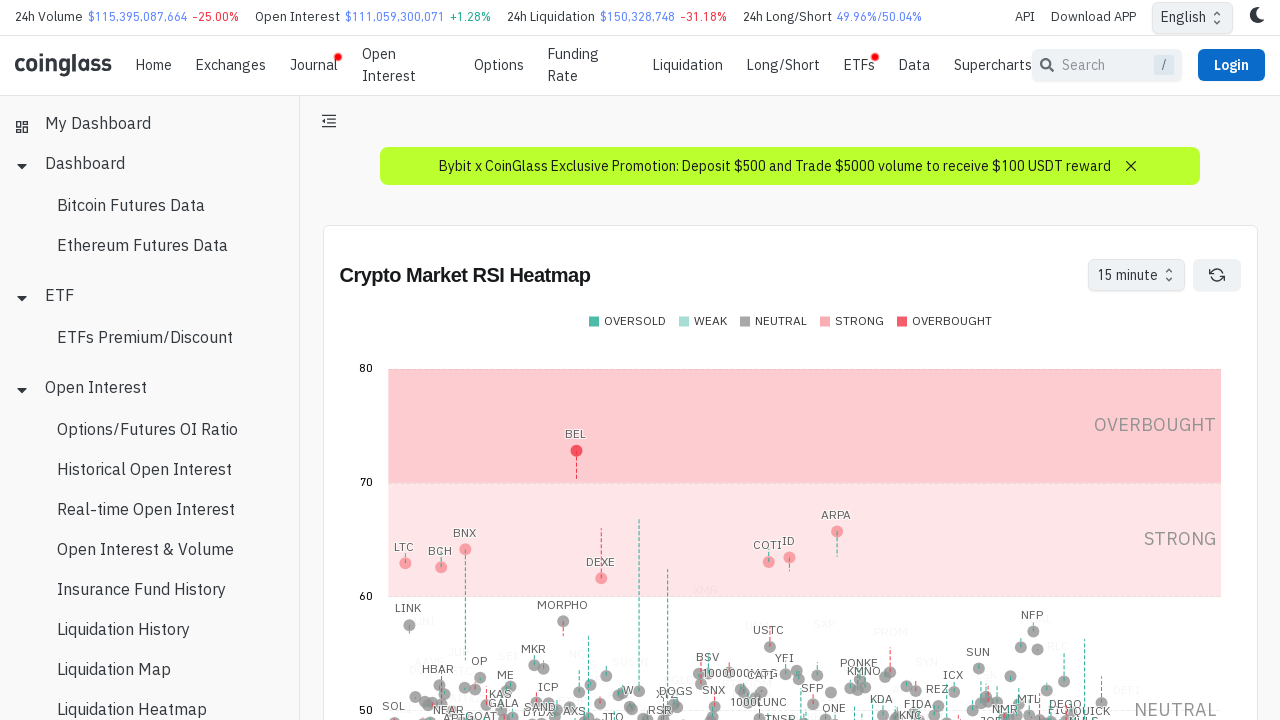 24h Volume $115,395,087,664 -25.00% Open Interest $111,059,300,071 +1.28% 24h Liquidation $150,328,748 -31.18% 24h Long/Short 49.96%/50.04% API Download APP English
coinglass Home Exchanges Journal Open Interest Options Funding Rate Liquidation Long/Short ETFs Data Supercharts Search / Login
My Dashboard
Dashboard
Bitcoin Futures Data
Ethereum Futures Data
ETF
ETFs Premium/Discount
Open Interest
Options/Futures OI Ratio
Historical Open Interest
Real-time Open Interest
Open Interest & Volume
Insurance Fund History
Liquidation History
Liquidation Map
Liquidation Heatmap
Bybit x CoinGlass Exclusive Promotion: Deposit $500 and Trade $5000 volume to receive $100 USDT reward
Crypto Market RSI Heatmap 15 minute
OVERSOLD WEAK NEUTRAL STRONG OVERBOUGHT
80
OVERBOUGHT
BEL
70
ARPA
BNX
STRONG
LTC BCH COTI ID
DEXE
60
LINK MORPHO NFP
USTC
MKR SUN
BSV YFI
HBAR OP PONKE
ME KMNO
CATI ICX
ICP W DOGS SNX SFP REZ
KAS
GALA LUNC KDA MTL
SOL SAND FIDA DEGO
50 NEAR AXS RSR ONE NMR QUICK NEUTRAL
GOAT JTO KNC